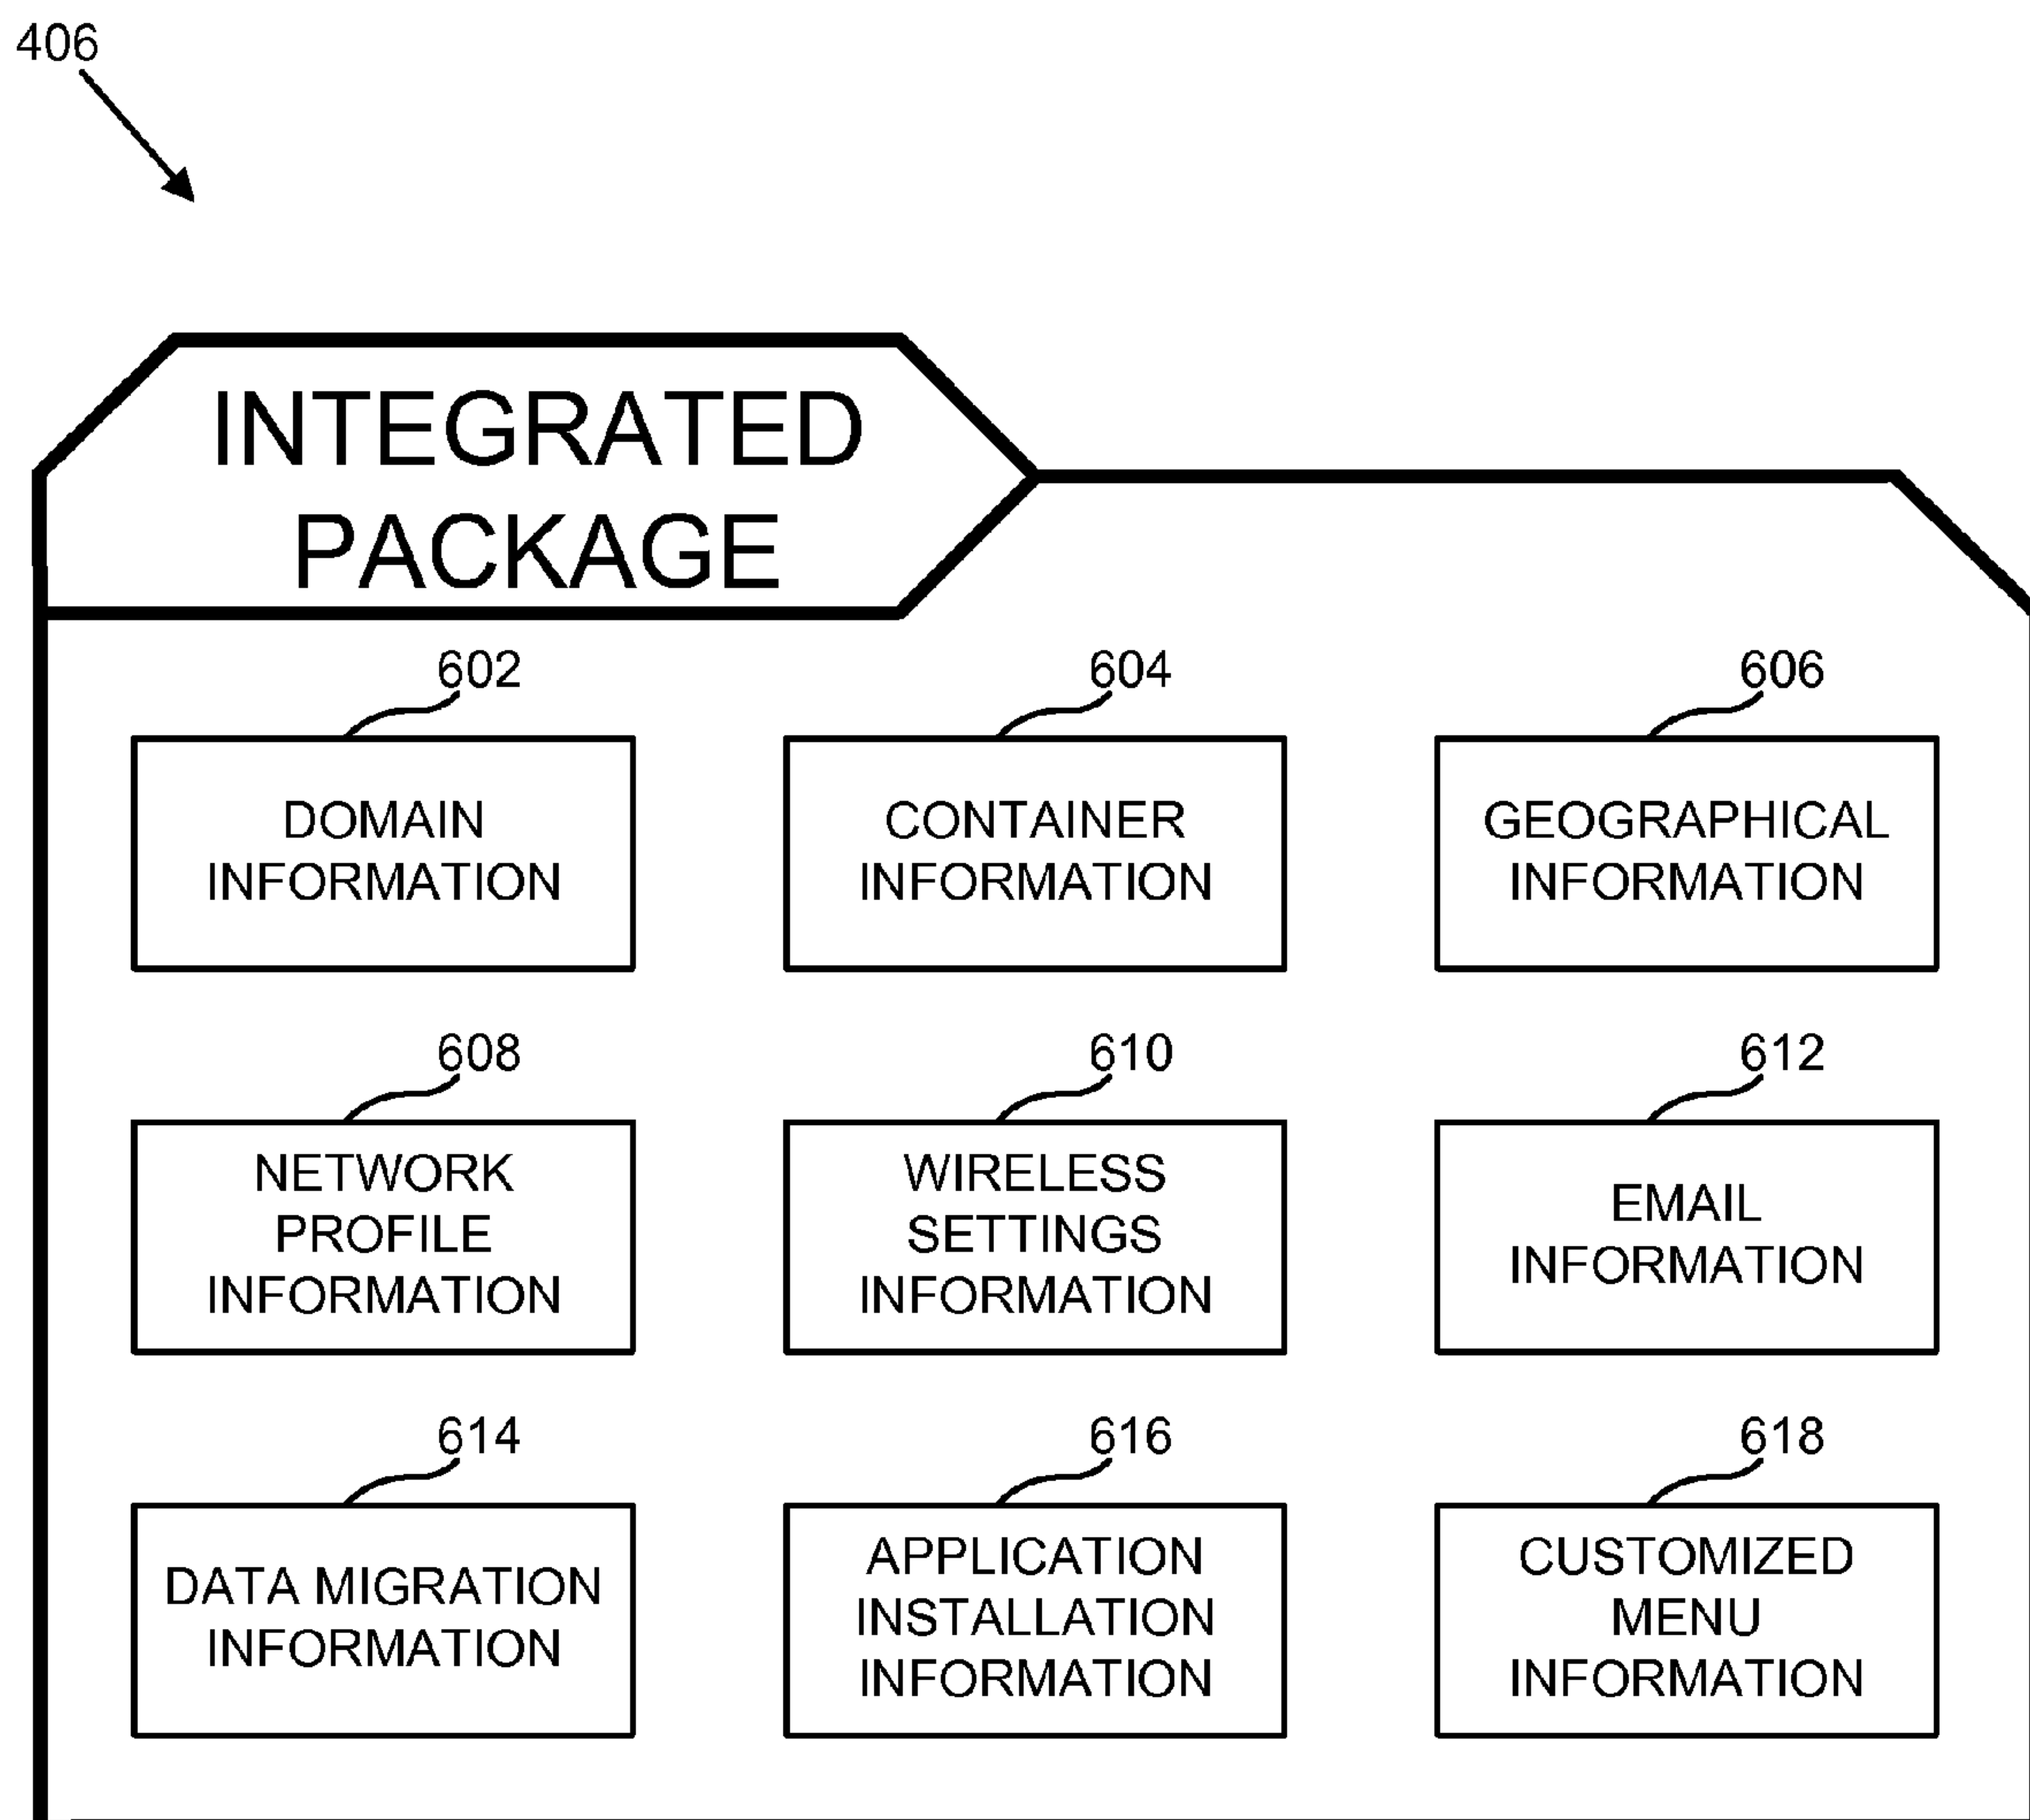 406
INTEGRATED
PACKAGE
602
DOMAIN
INFORMATION
604
CONTAINER
INFORMATION
606
GEOGRAPHICAL
INFORMATION
608
NETWORK
PROFILE
INFORMATION
610
WIRELESS
SETTINGS
INFORMATION
612
EMAIL
INFORMATION
614
DATA MIGRATION
INFORMATION
616
APPLICATION
INSTALLATION
INFORMATION
618
CUSTOMIZED
MENU
INFORMATION